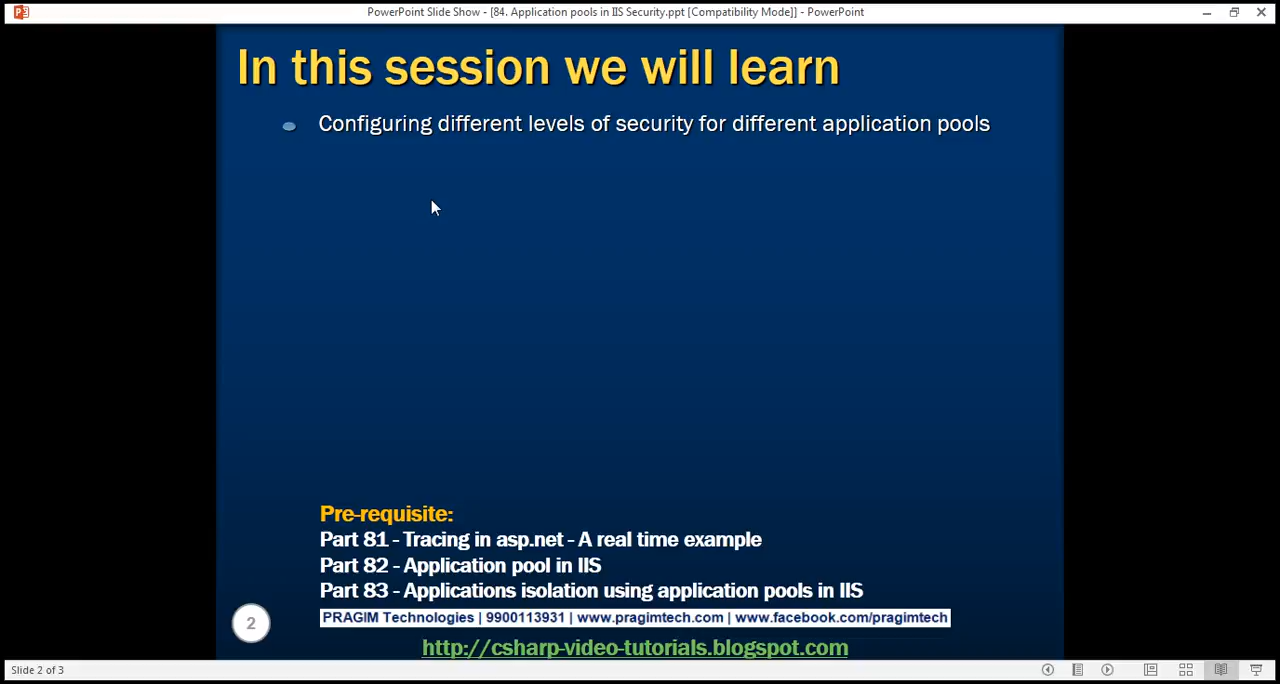 PowerPoint Slide Show - [84. Application pools in IIS Security.ppt [Compatibility Mode]] - PowerPoint
In this session we will learn
Configuring different levels of security for different application pools
Pre-requisite:
Part 81 - Tracing in asp.net - A real time example
Part 82 - Application pool in IIS
Part 83 - Applications isolation using application pools in IIS
PRAGIM Technologies | 9900113931 | www.pragimtech.com | www.facebook.com/pragimtech
2
http://csharp-video-tutorials.blogspot.com
Slide 2 of 3